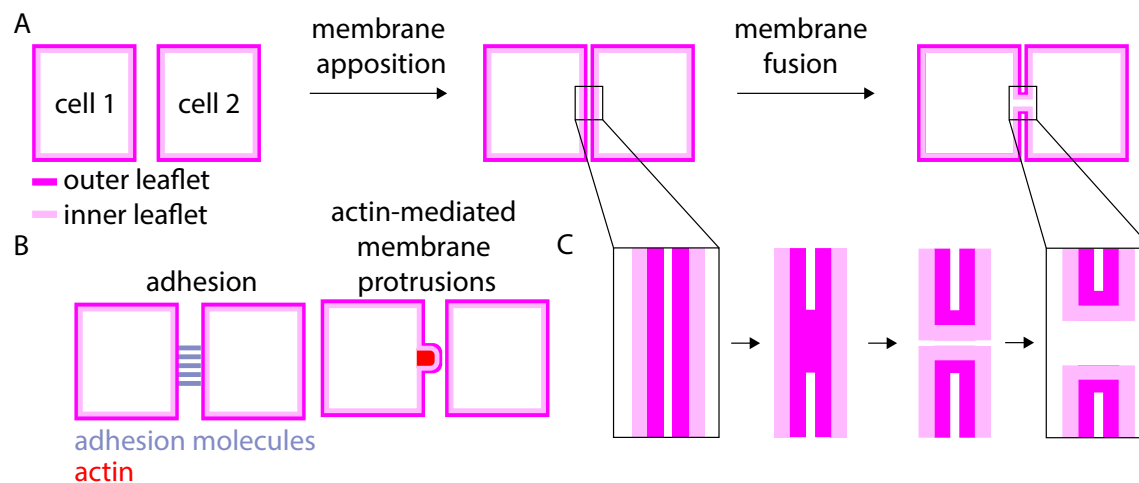 A
membrane
apposition
membrane
fusion
cell 1
cell 2
outer leaflet
inner leaflet
B
adhesion
actin-mediated
membrane
protrusions
adhesion molecules
actin
C